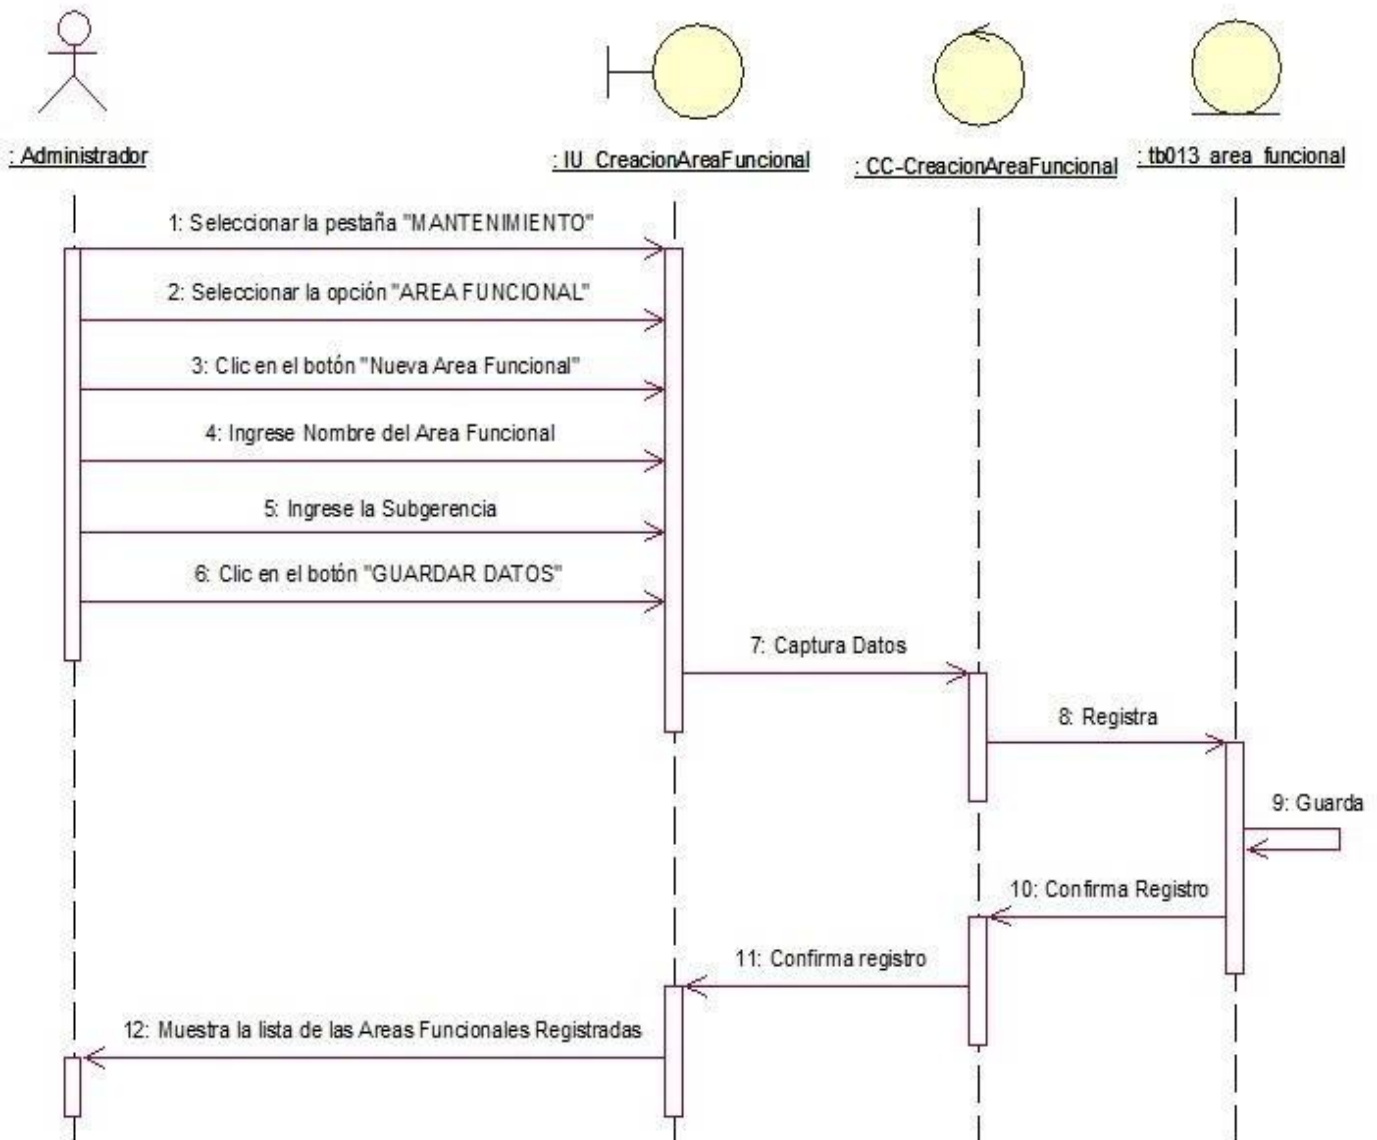 : Administrador
: IU_CreacionAreaFuncional
: CC-CreacionAreaFuncional
: tb013_area_funcional
1: Seleccionar la pestaña "MANTENIMIENTO"
2: Seleccionar la opción "AREA FUNCIONAL"
3: Clic en el botón "Nueva Area Funcional"
4: Ingrese Nombre del Area Funcional
5: Ingrese la Subgerencia
6: Clic en el botón "GUARDAR DATOS"
7: Captura Datos
8: Registra
9: Guarda
10: Confirma Registro
11: Confirma registro
12: Muestra la lista de las Areas Funcionales Registradas